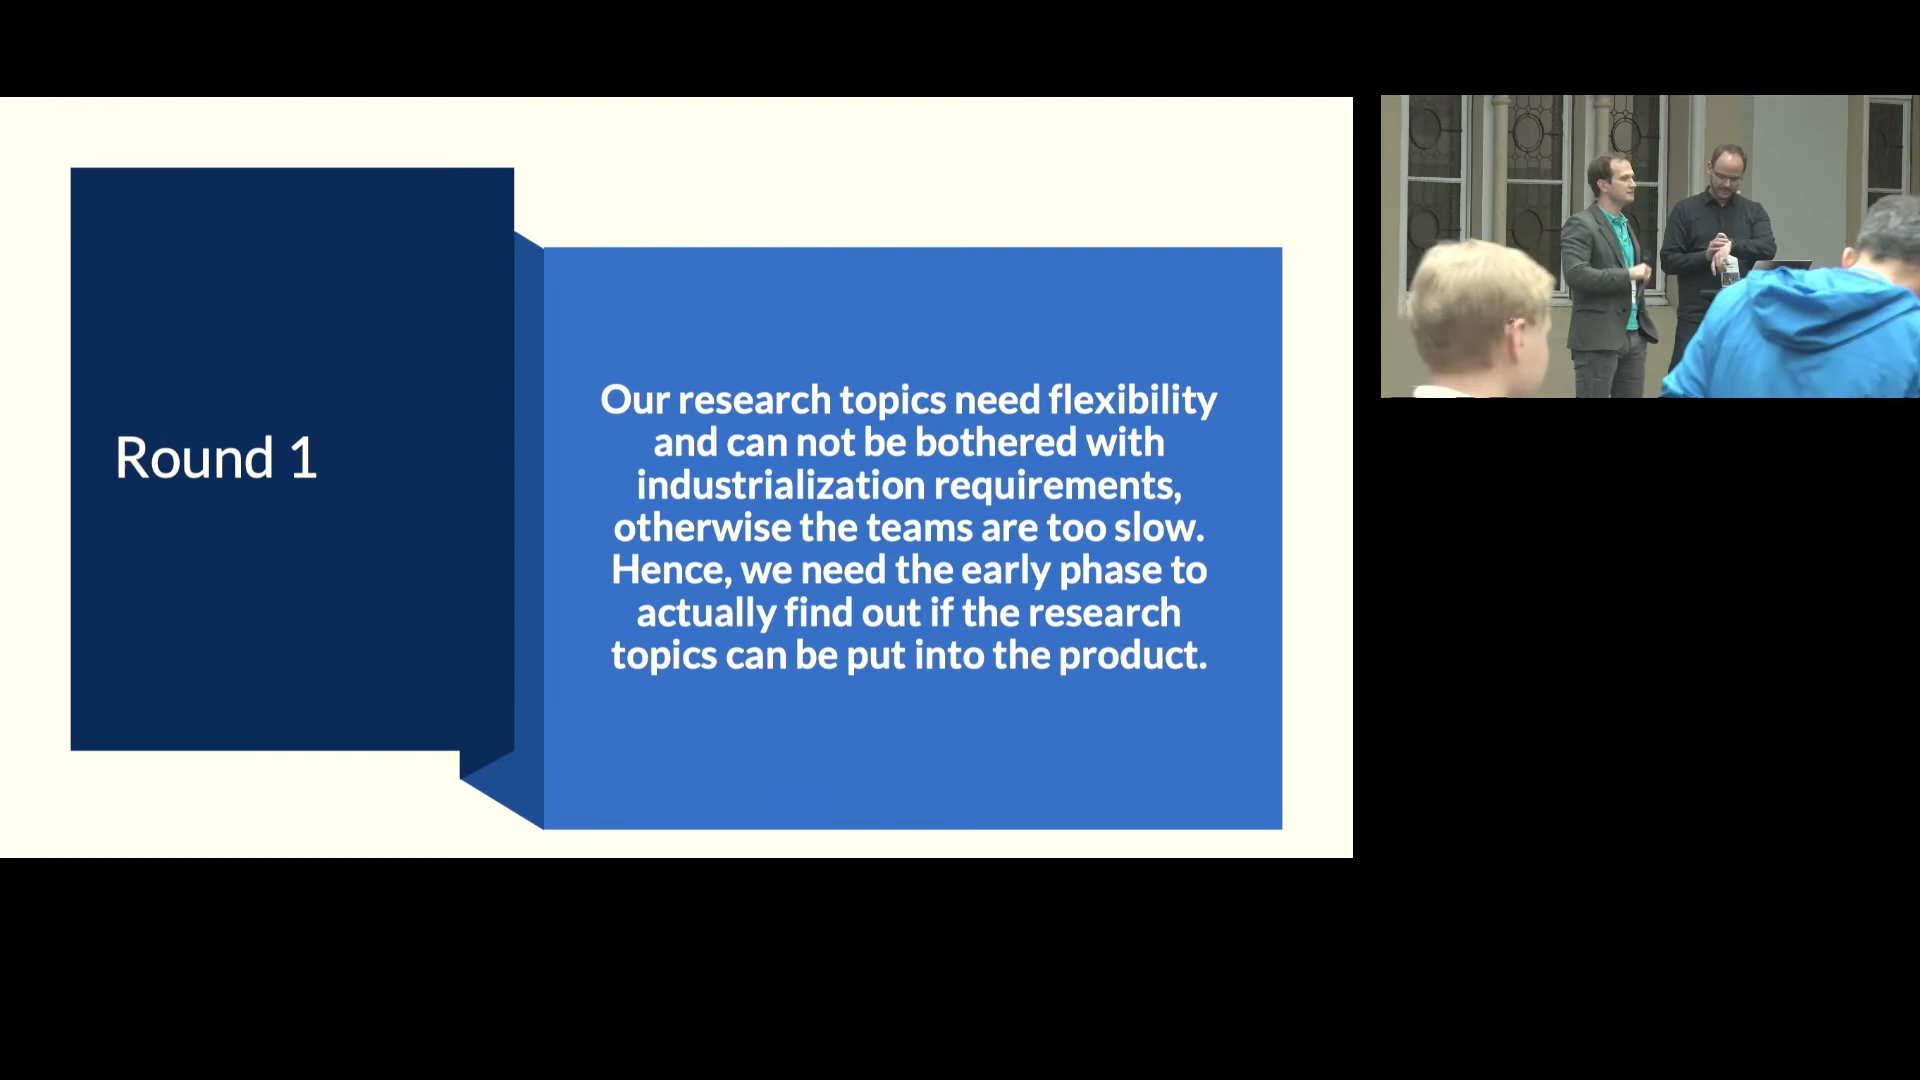 Round 1
Our research topics need flexibility
and can not be bothered with
industrialization requirements,
otherwise the teams are too slow.
Hence, we need the early phase to
actually find out if the research
topics can be put into the product.